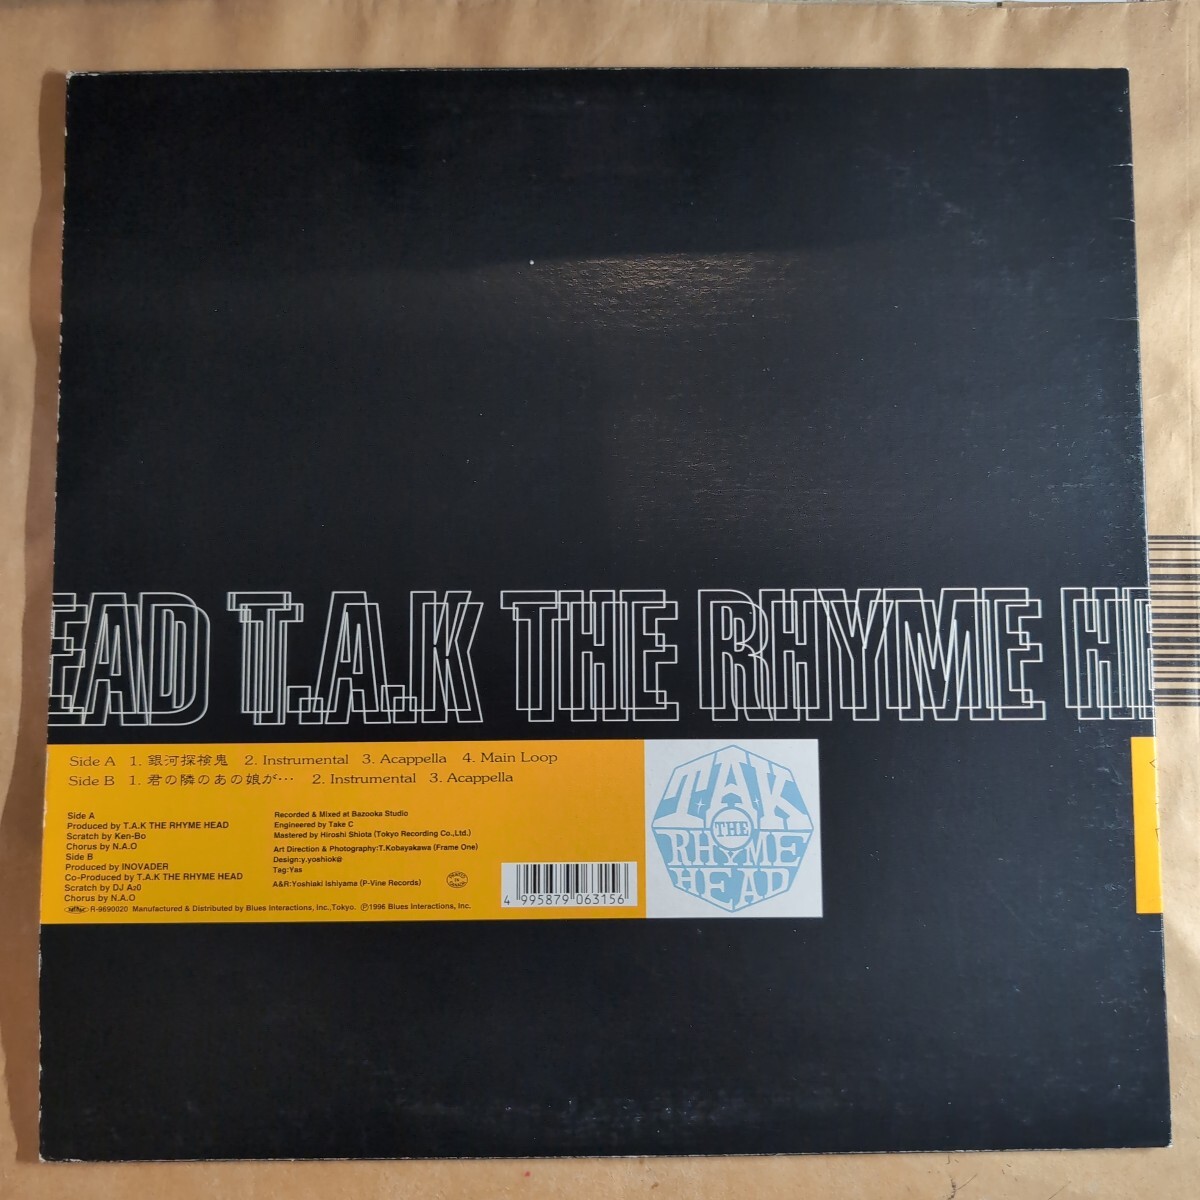 EAD T.A.K THE RHYME HE
Side A 1. 銀河探検鬼 2. Instrumental 3. Acappella 4. Main Loop
Side B 1. 君の隣のあの娘が… 2. Instrumental 3. Acappella
Side A
Produced by T.A.K THE RHYME HEAD
Scratch by Ken-Bo
Chorus by N.A.O
Side B
Produced by INOVADER
Co-Produced by T.A.K THE RHYME HEAD
Scratch by DJ A20
Chorus by N.A.O
Recorded & Mixed at Bazooka Studio
Engineered by Take C
Mastered by Hiroshi Shiota (Tokyo Recording Co.,Ltd.)
Art Direction & Photography:T.Kobayakawa (Frame One)
Design:y.yoshiok@
Tag:Yas
A&R:Yoshiaki Ishiyama (P-Vine Records)
R-9690020 Manufactured & Distributed by Blues Interactions, Inc.,Tokyo. Ⓟ1996 Blues Interactions, Inc.
4 995879 063156
T.A.K
THE
RHYME
HEAD